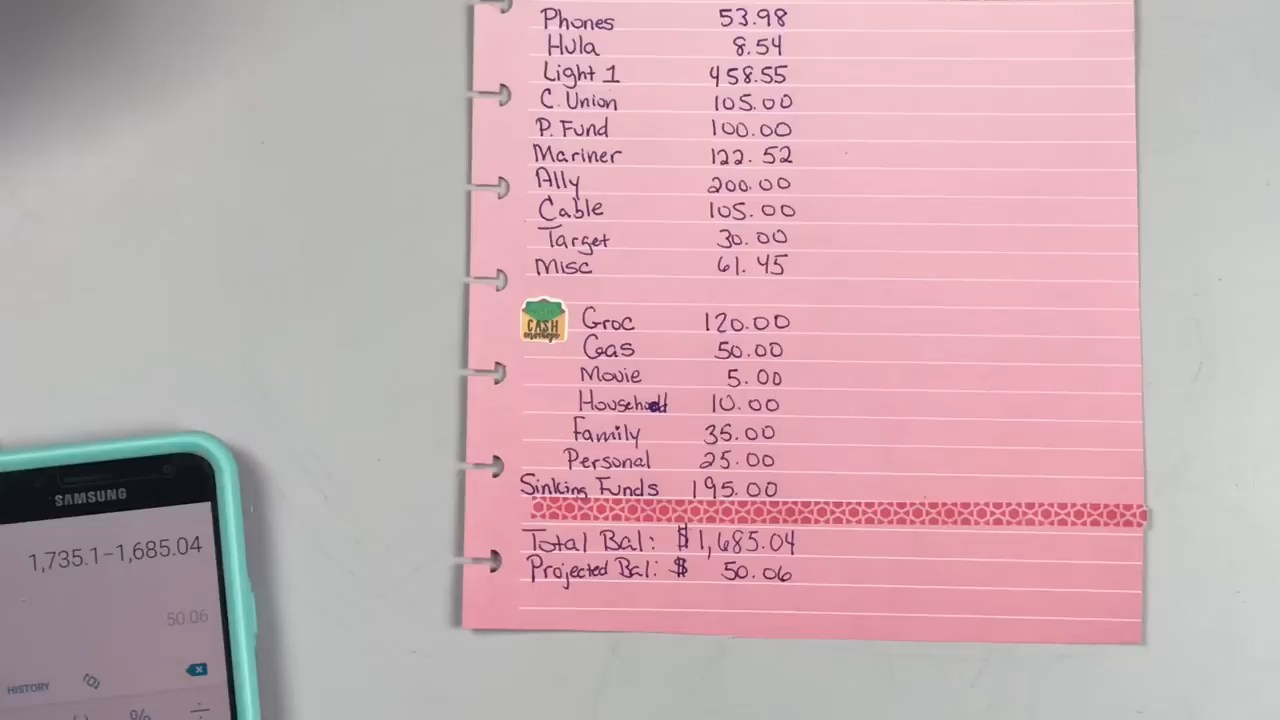 Phones 53.98
Hula 8.54
Light 1 458.55
C. Union 105.00
P. Fund 100.00
Mariner 122.52
Ally 200.00
Cable 105.00
Target 30.00
Misc 61.45
CASH
envelope
Groc 120.00
Gas 50.00
Movie 5.00
Household 10.00
Family 35.00
Personal 25.00
Sinking Funds 195.00
Total Bal: $1,685.04
Projected Bal: $ 50.06
SAMSUNG
1,735.1−1,685.04
50.06
HISTORY
( ) % ÷